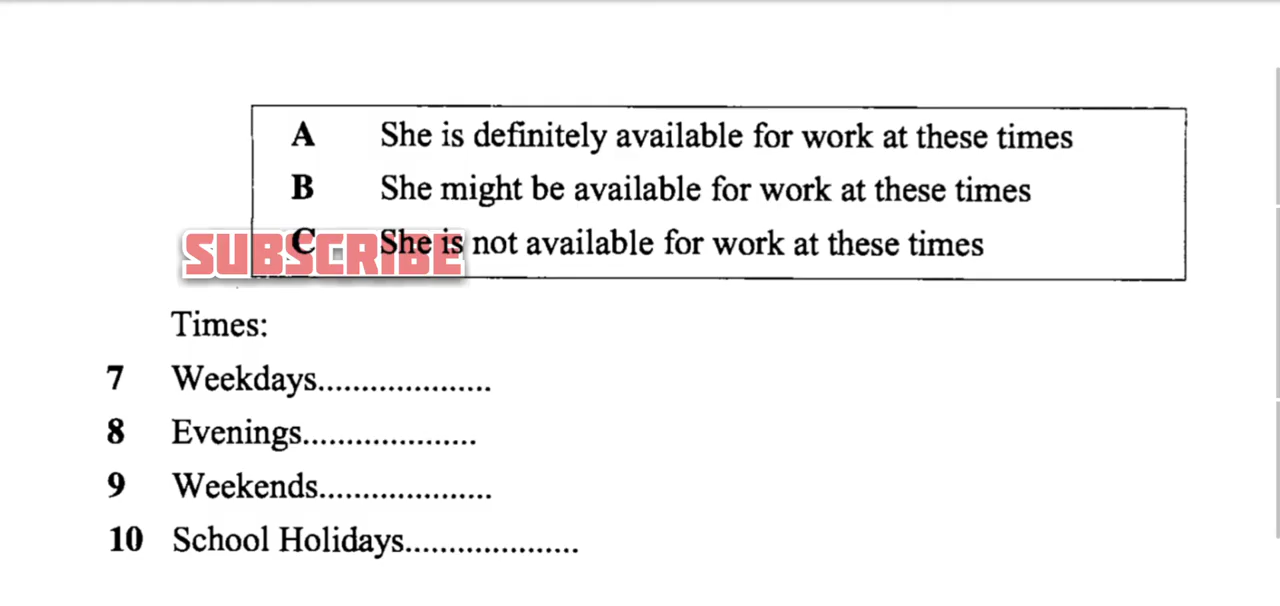 A She is definitely available for work at these times
B She might be available for work at these times
C She is not available for work at these times
SUBSCRIBE
Times:
7 Weekdays....................
8 Evenings....................
9 Weekends....................
10 School Holidays....................